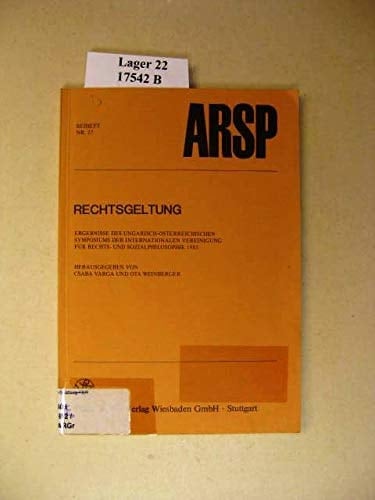 Lager 22
17542 B
BEIHEFT
NR. 27
ARSP
RECHTSGELTUNG
ERGEBNISSE DES UNGARISCH-ÖSTERREICHISCHEN
SYMPOSIUMS DER INTERNATIONALEN VEREINIGUNG
FÜR RECHTS- UND SOZIALPHILOSOPHIE 1985
HERAUSGEGEBEN VON
CSABA VARGA UND OTA WEINBERGER
erlag Wiesbaden GmbH · Stuttgart